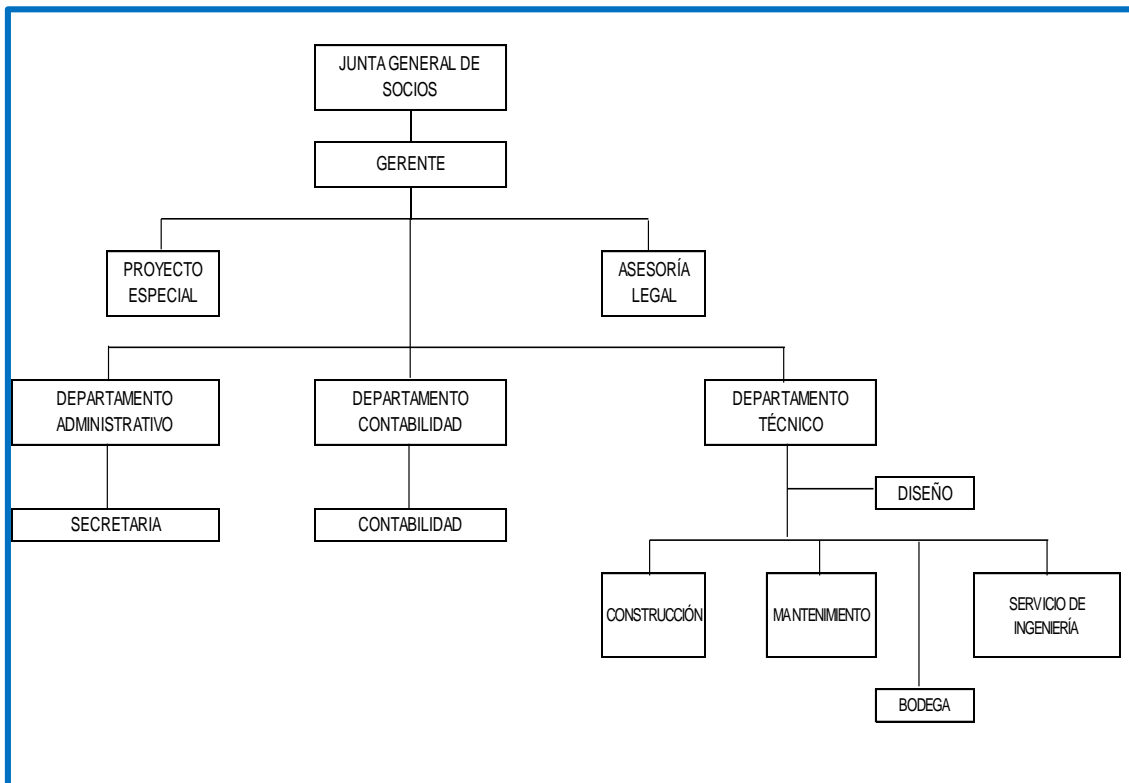 JUNTA GENERAL DE
SOCIOS
GERENTE
PROYECTO
ESPECIAL
ASESORÍA
LEGAL
DEPARTAMENTO
ADMINISTRATIVO
DEPARTAMENTO
CONTABILIDAD
DEPARTAMENTO
TÉCNICO
DISEÑO
SECRETARIA
CONTABILIDAD
CONSTRUCCIÓN
MANTENIMIENTO
SERVICIO DE
INGENIERÍA
BODEGA